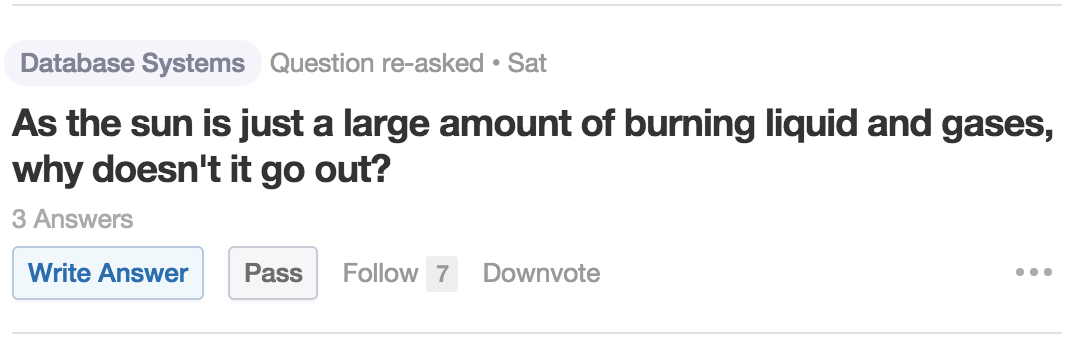 Database Systems Question re-asked • Sat
As the sun is just a large amount of burning liquid and gases,
why doesn't it go out?
3 Answers
Write Answer Pass Follow 7 Downvote